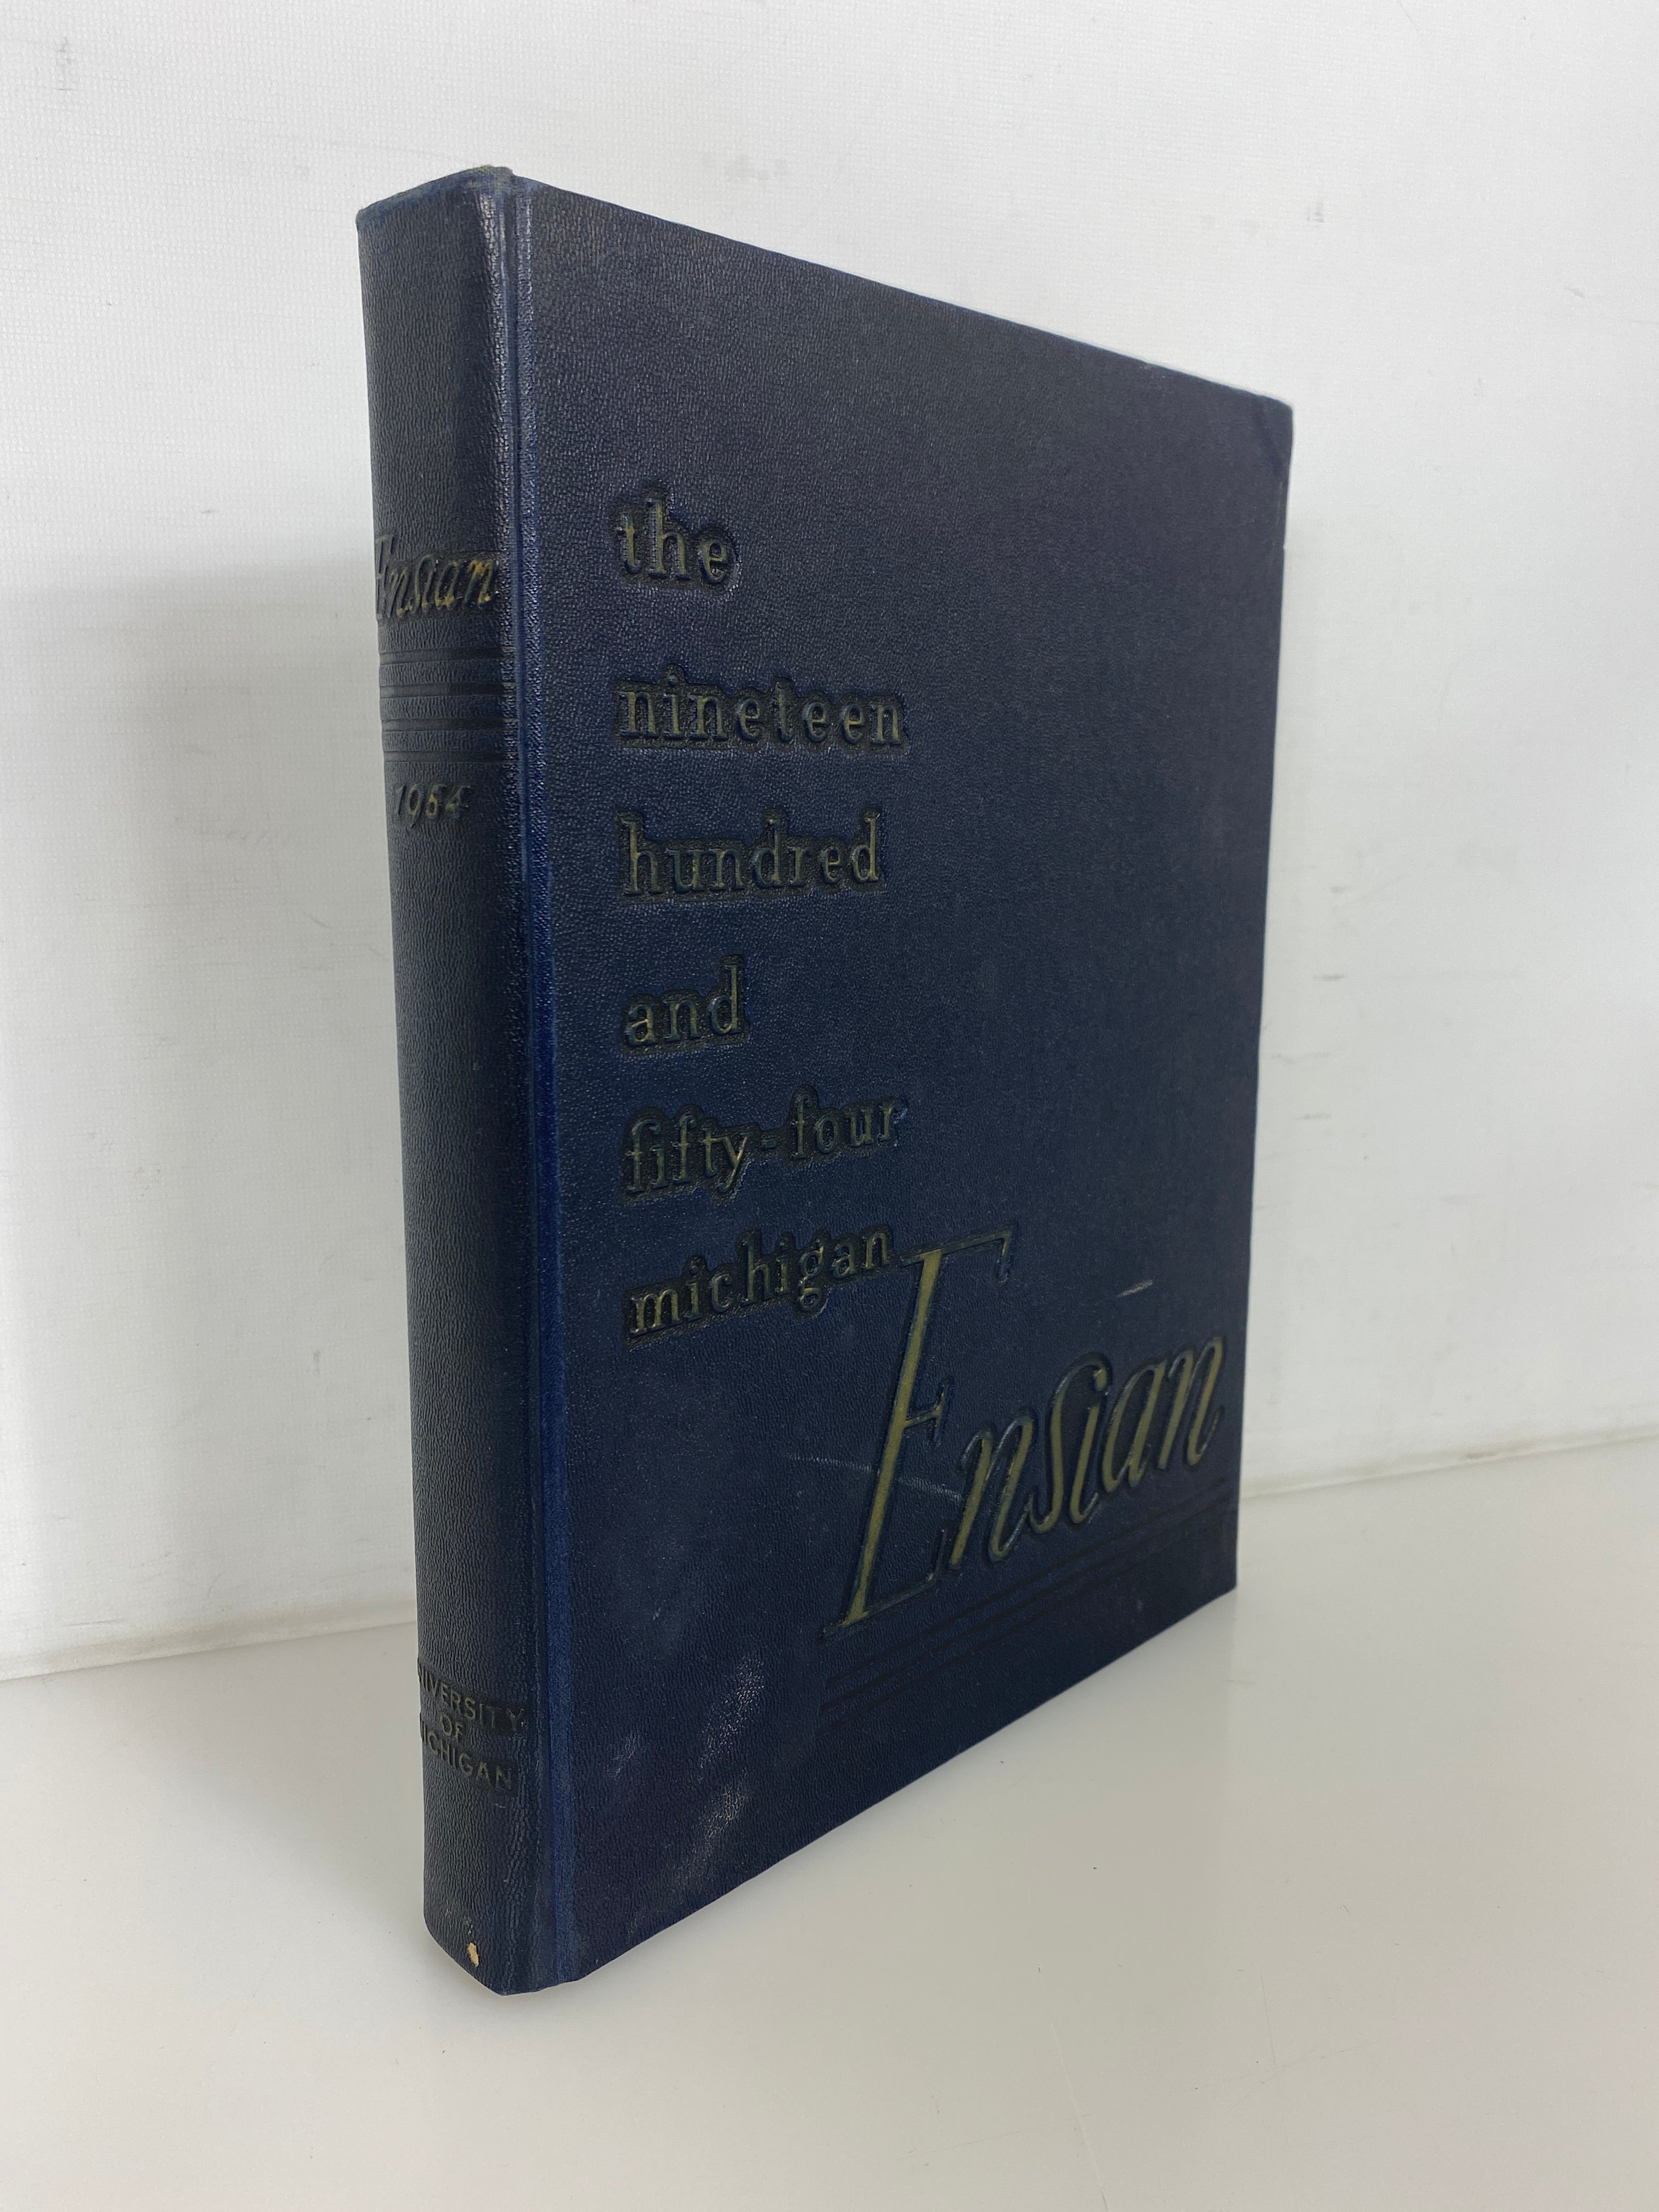 Ensian
1954
UNIVERSITY
OF
MICHIGAN
the
nineteen
hundred
and
fifty-four
michigan
Ensian